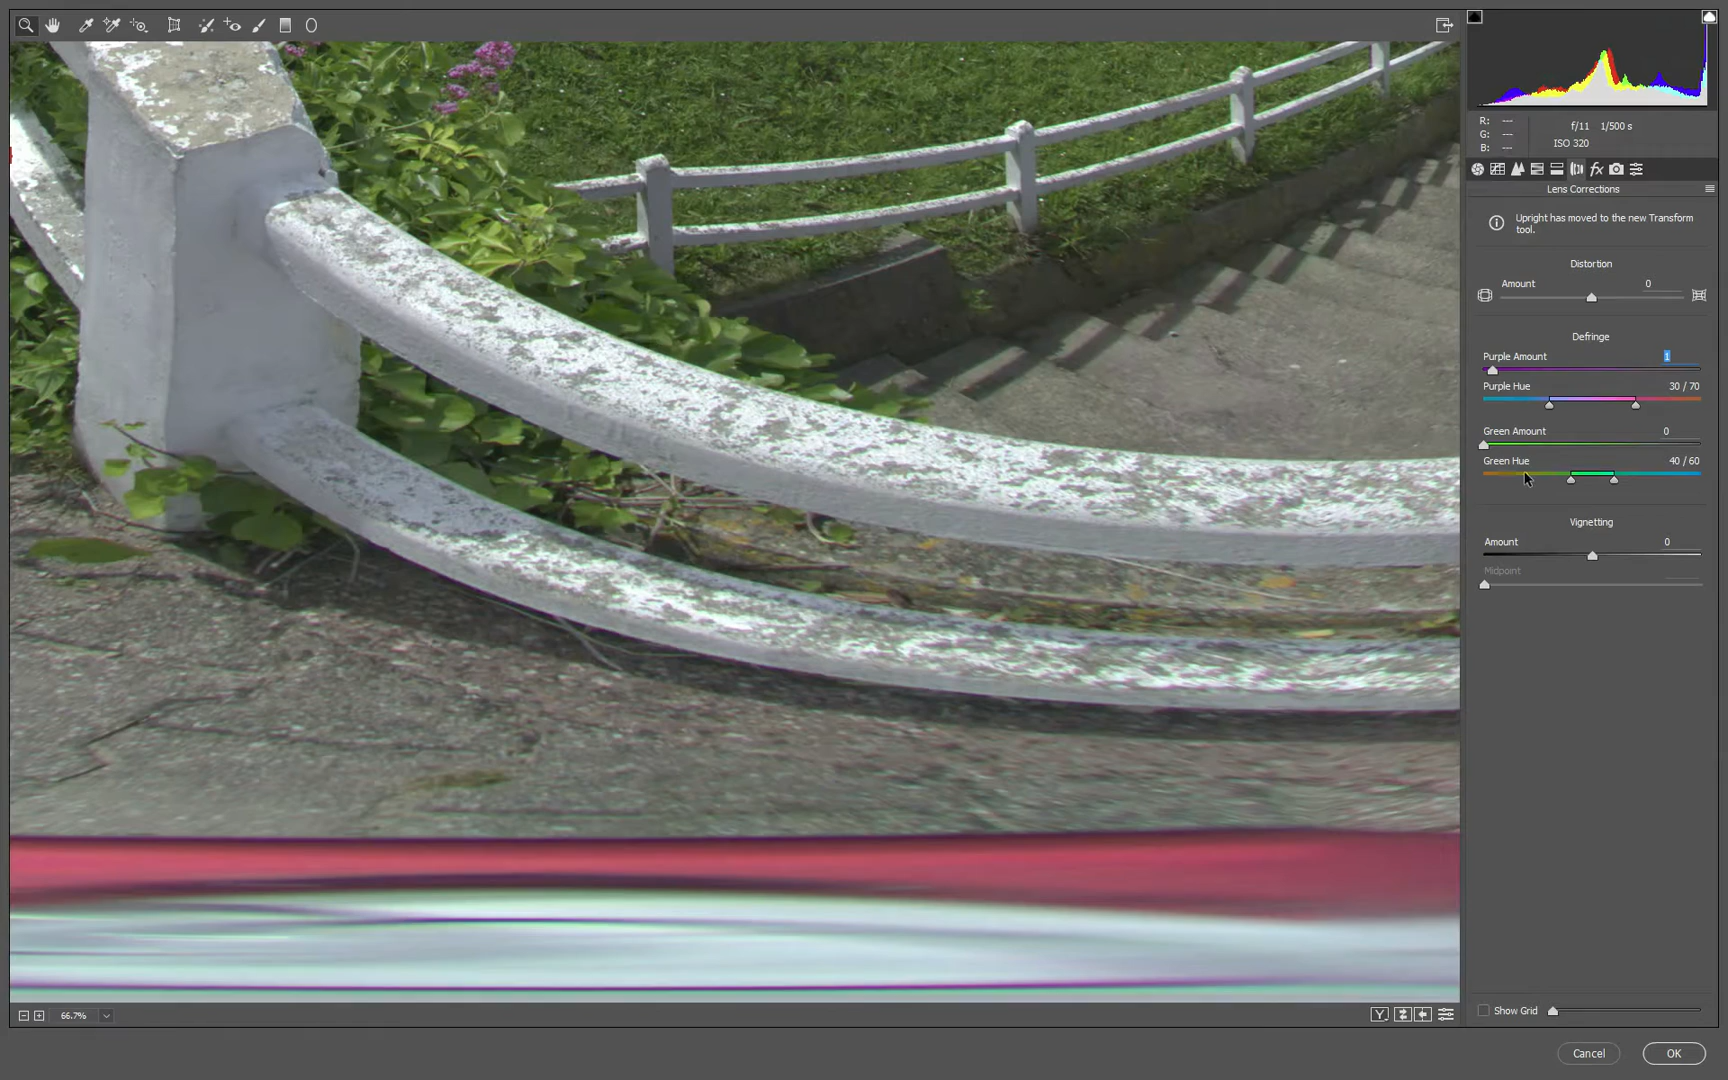 R: ---
G: ---
B: ---
f/11 1/500 s
ISO 320
Lens Corrections
Upright has moved to the new Transform
tool.
Distortion
Amount 0
Defringe
Purple Amount 1
Purple Hue 30 / 70
Green Amount 0
Green Hue 40 / 60
Vignetting
Amount 0
Midpoint
66.7%
Y
Show Grid
Cancel
OK